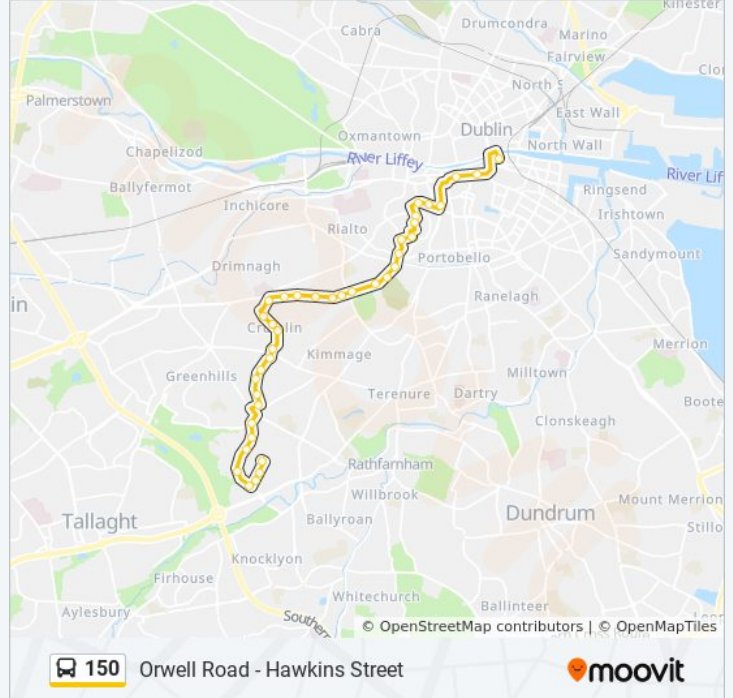 Killester
Drumcondra
Cabra
Marino
Fairview
North S
Palmerstown
East Wall
Dublin
Oxmantown
North Wall
Chapelizod
River Liffey
River Lif
Ballyfermot
Ringsend
Inchicore
Irishtown
Rialto
Portobello
Sandymount
Drimnagh
Ranelagh
in
Crumlin
Merrion
Kimmage
Milltown
Greenhills
Terenure
Dartry
Boote
Clonskeagh
Rathfarnham
Willbrook
Mount Merrion
Tallaght
Ballyroan
Dundrum
Stillo
Knocklyon
Firhouse
Whitechurch
Aylesbury
Ballinteer
Southern
© OpenStreetMap contributors | © OpenMapTiles
150 Orwell Road - Hawkins Street
moovit